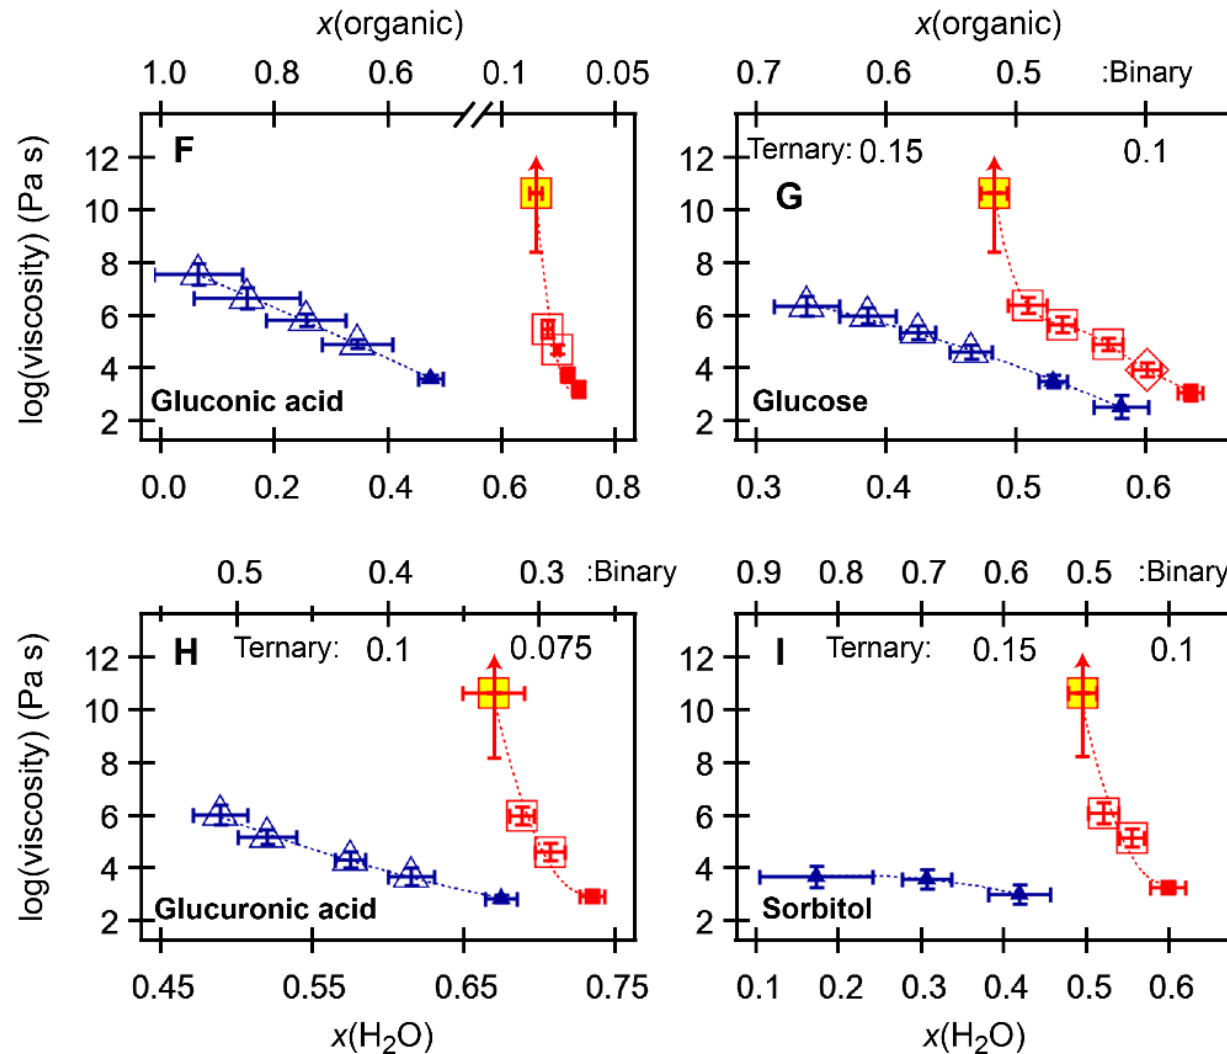 x(organic)
x(organic)
1.0 0.8 0.6 0.1 0.05
0.7 0.6 0.5 :Binary
F
Ternary: 0.15 0.1
G
log(viscosity) (Pa s)
12
10
8
6
4
2
12
10
8
6
4
2
Gluconic acid
Glucose
0.0 0.2 0.4 0.6 0.8
0.3 0.4 0.5 0.6
0.5 0.4 0.3 :Binary
0.9 0.8 0.7 0.6 0.5 :Binary
H Ternary: 0.1 0.075
I Ternary: 0.15 0.1
log(viscosity) (Pa s)
12
10
8
6
4
2
12
10
8
6
4
2
Glucuronic acid
Sorbitol
0.45 0.55 0.65 0.75
0.1 0.2 0.3 0.4 0.5 0.6
x(H₂O)
x(H₂O)